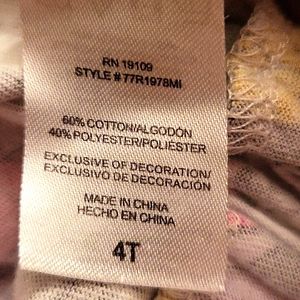 RN 19109
STYLE # 77R1978MI
60% COTTON/ALGODÓN
40% POLYESTER/POLIÉSTER
EXCLUSIVE OF DECORATION/
EXCLUSIVO DE DECORACIÓN
MADE IN CHINA
HECHO EN CHINA
4T